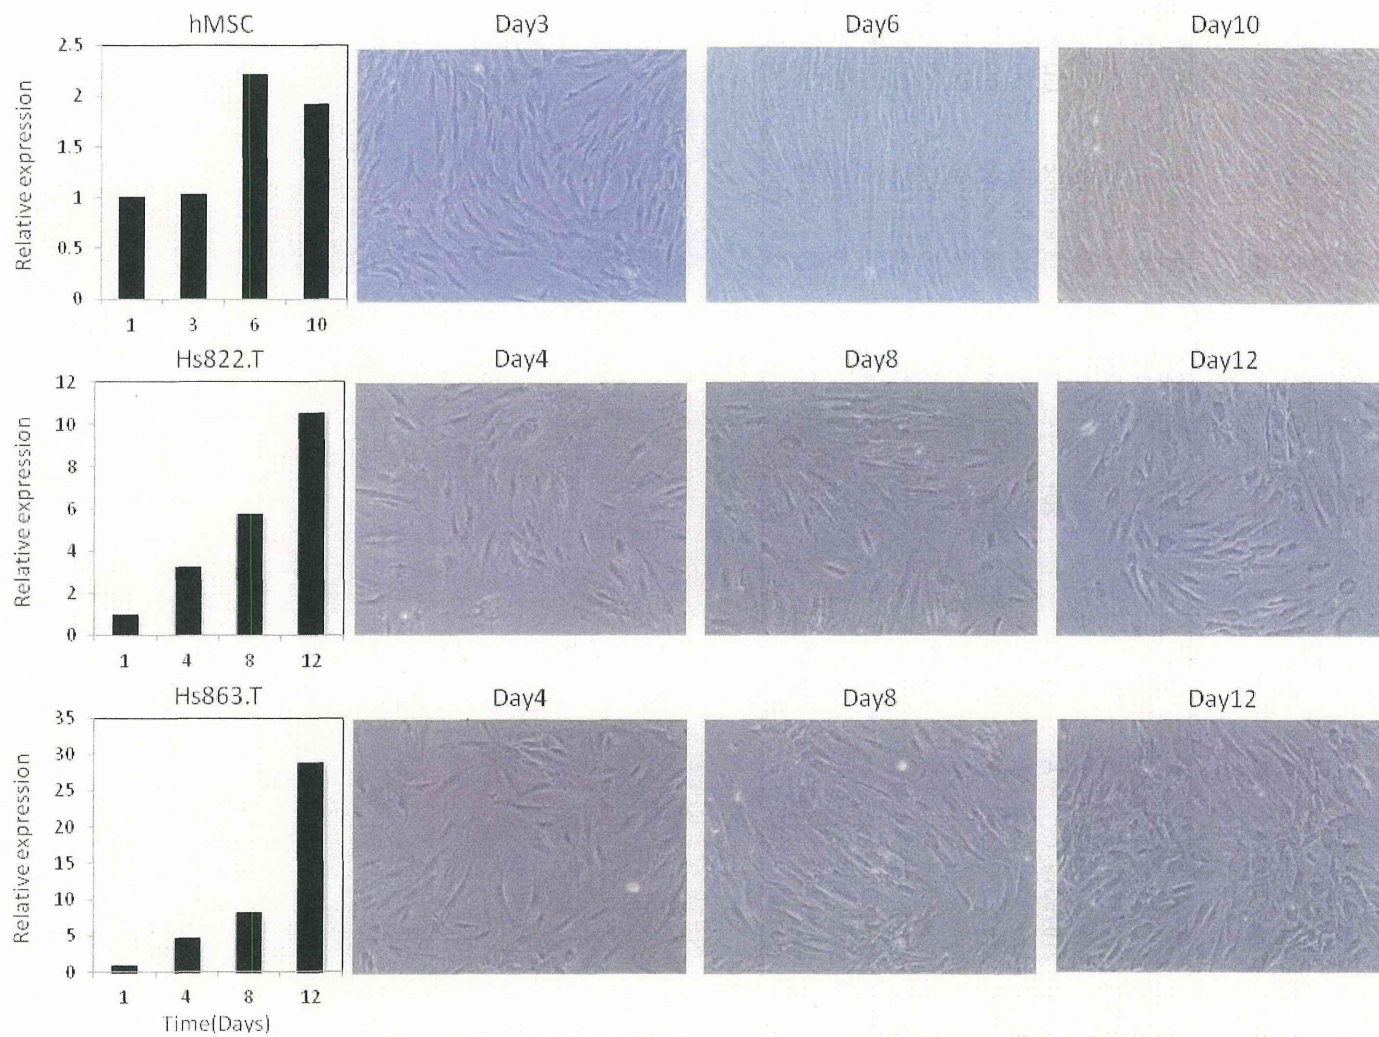 hMSC Day3 Day6 Day10
2.5
2
1.5
1
0.5
0
Relative expression
1 3 6 10
Hs822.T Day4 Day8 Day12
12
10
8
6
4
2
0
Relative expression
1 4 8 12
Hs863.T Day4 Day8 Day12
35
30
25
20
15
10
5
0
Relative expression
1 4 8 12
Time(Days)